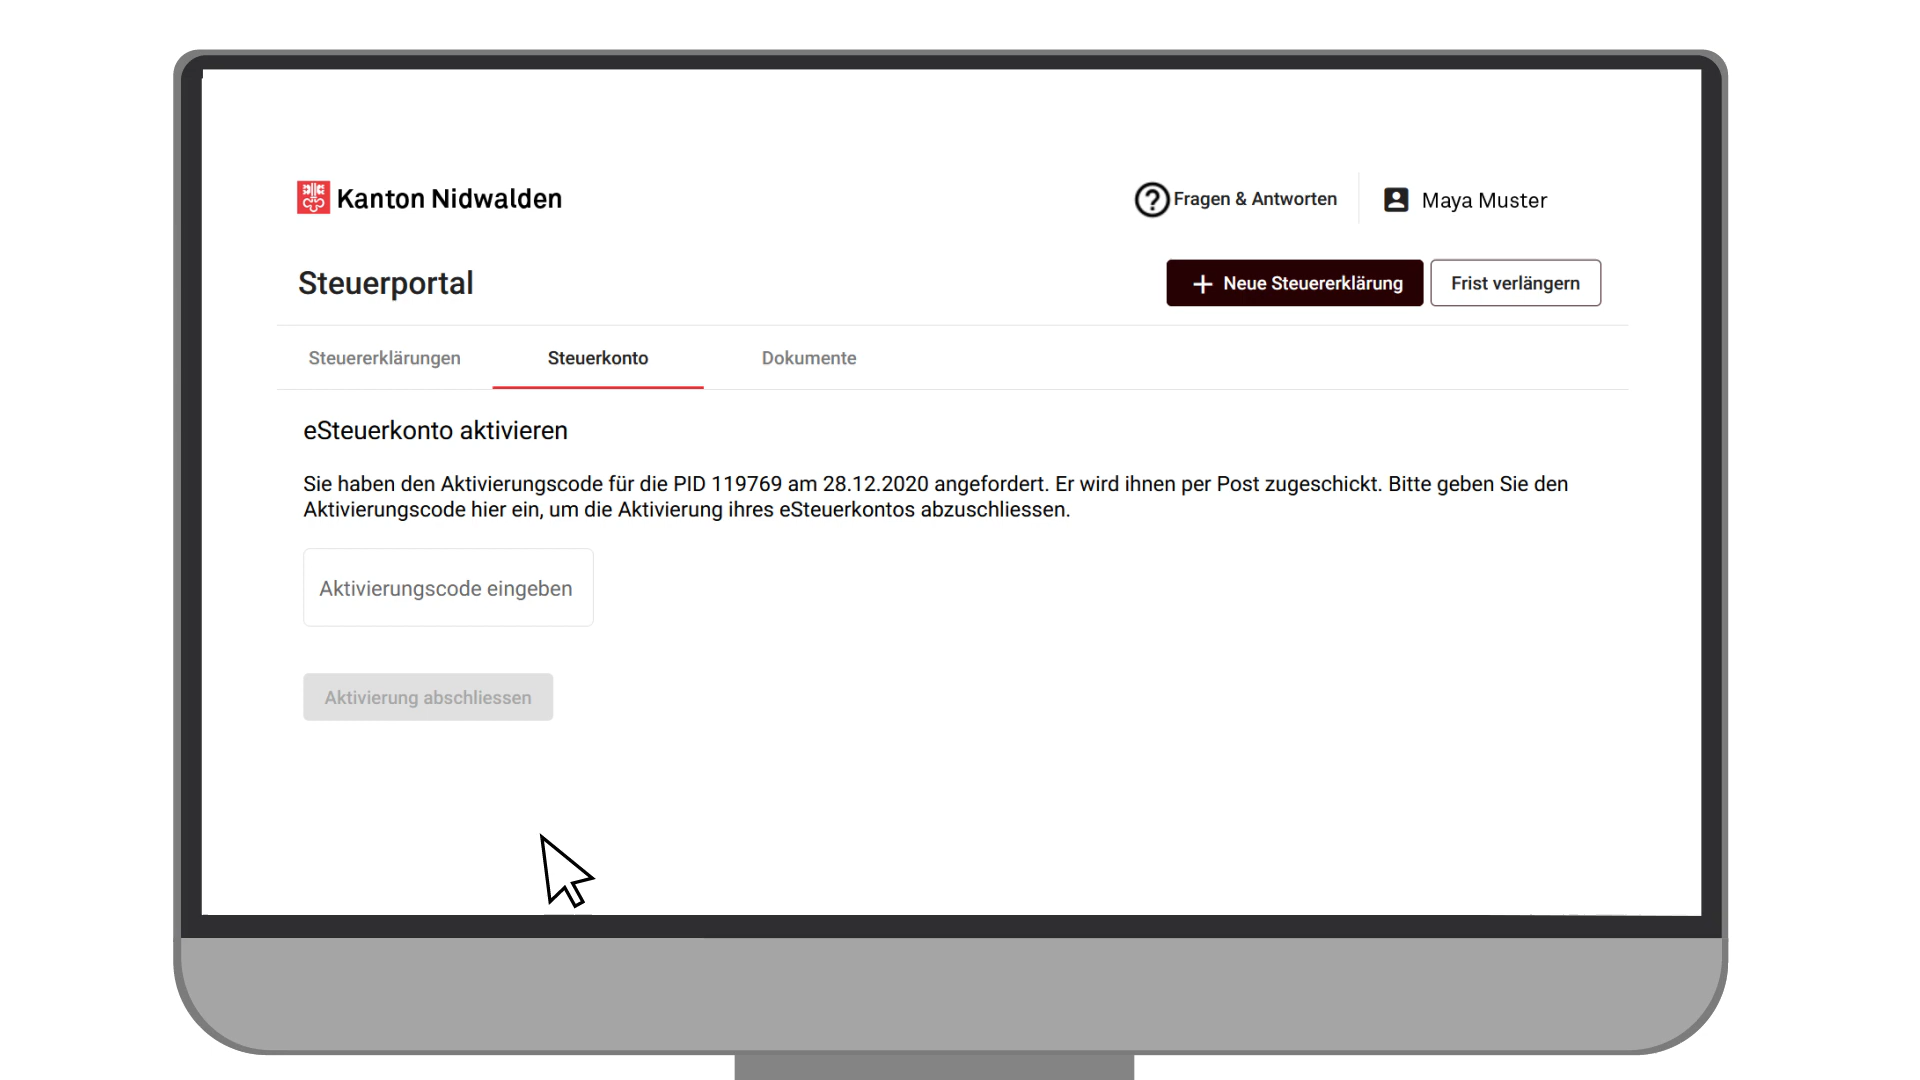 Kanton Nidwalden
Fragen & Antworten
Maya Muster
Steuerportal
Neue Steuererklärung
Frist verlängern
Steuererklärungen
Steuerkonto
Dokumente
eSteuerkonto aktivieren
Sie haben den Aktivierungscode für die PID 119769 am 28.12.2020 angefordert. Er wird ihnen per Post zugeschickt. Bitte geben Sie den
Aktivierungscode hier ein, um die Aktivierung ihres eSteuerkontos abzuschliessen.
Aktivierungscode eingeben
Aktivierung abschliessen